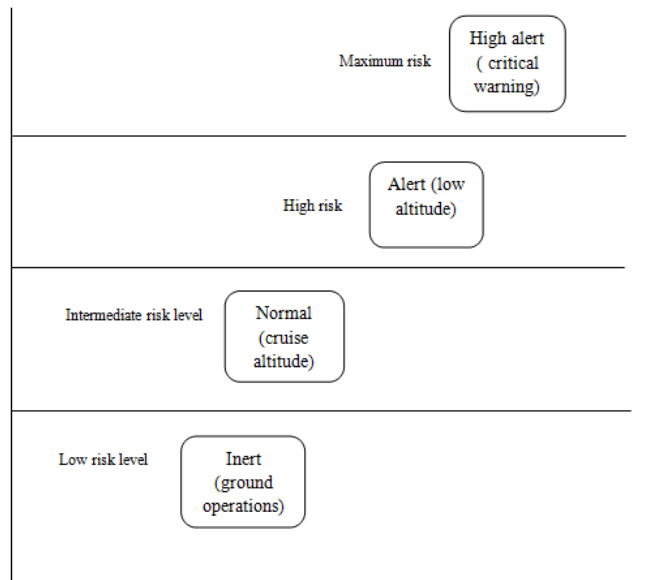 Maximum risk
High alert
( critical
warning)
High risk
Alert (low
altitude)
Intermediate risk level
Normal
(cruise
altitude)
Low risk level
Inert
(ground
operations)